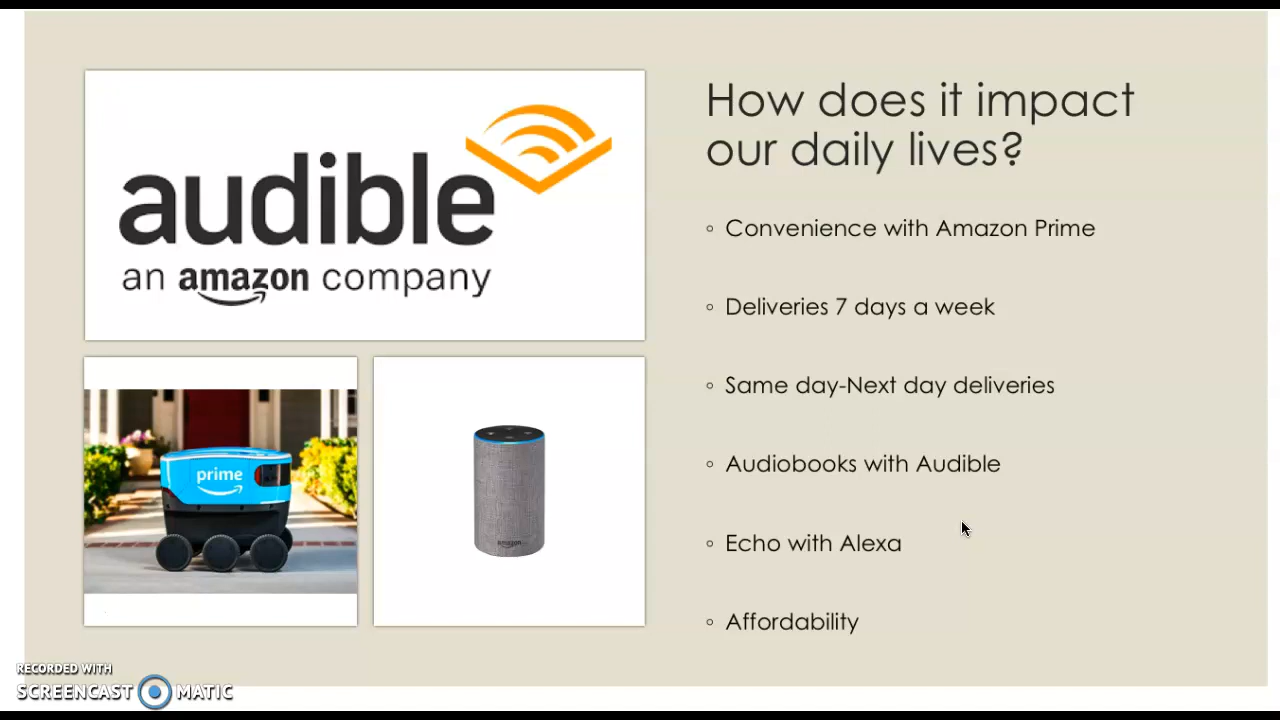 audible
an amazon company
How does it impact
our daily lives?
◦ Convenience with Amazon Prime
◦ Deliveries 7 days a week
◦ Same day-Next day deliveries
◦ Audiobooks with Audible
◦ Echo with Alexa
◦ Affordability
prime
amazon
RECORDED WITH
SCREENCAST MATIC